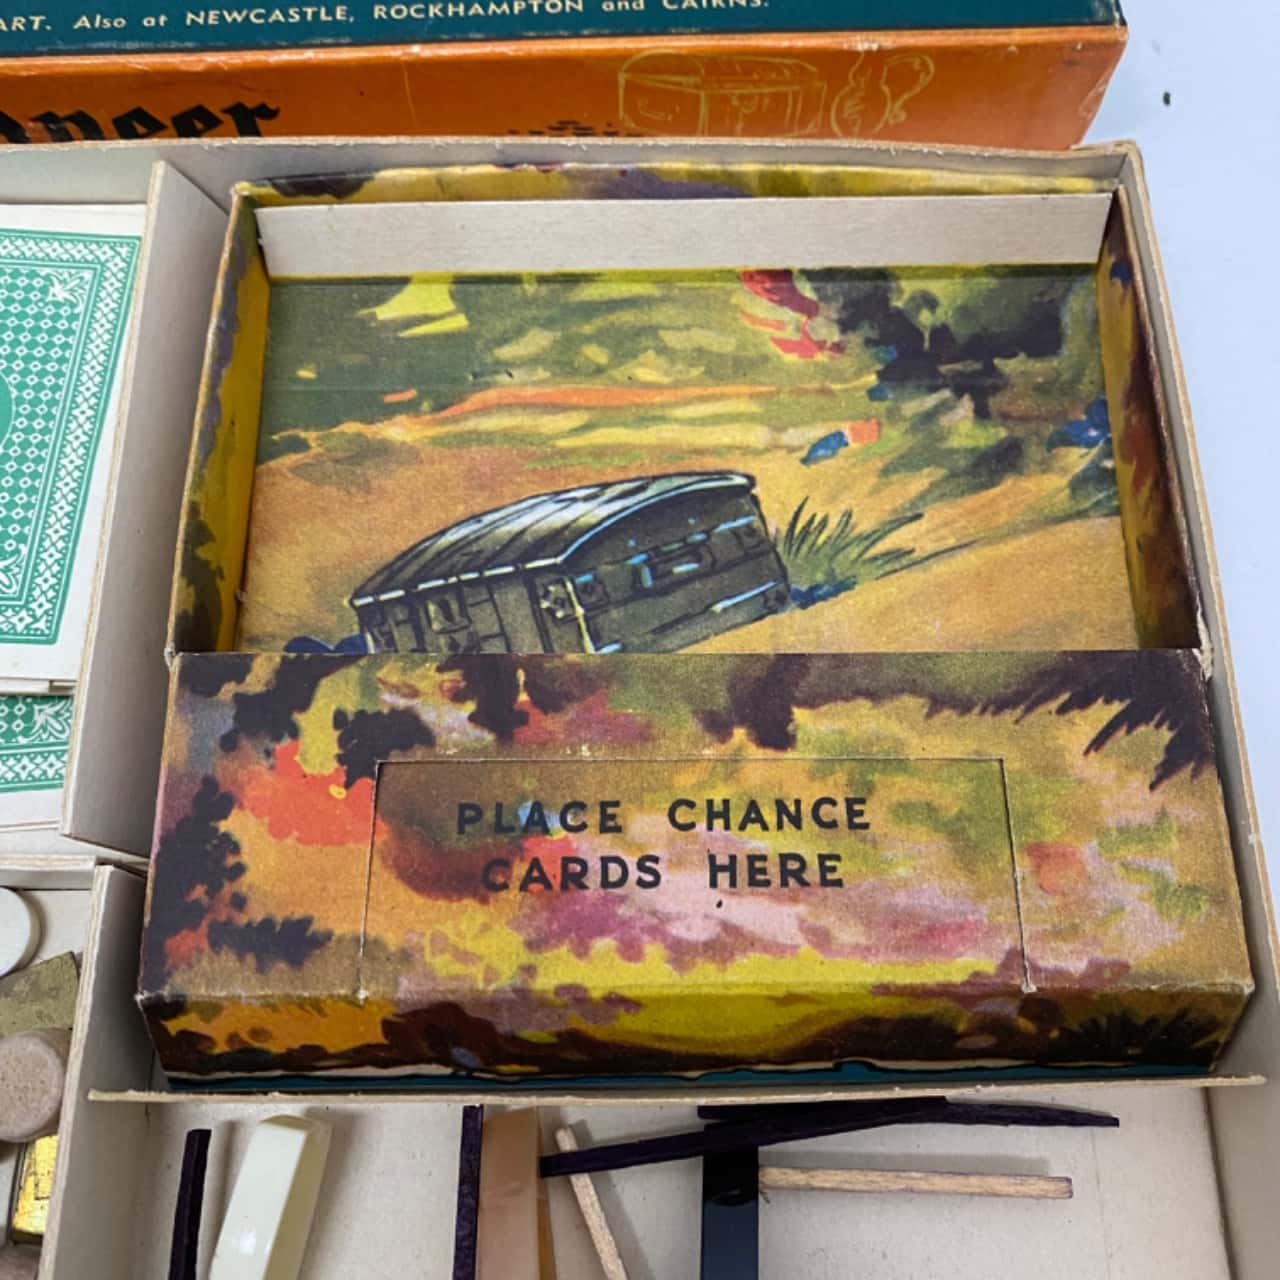 ART. Also at NEWCASTLE, ROCKHAMPTON and CAIRNS.
PLACE CHANCE
CARDS HERE